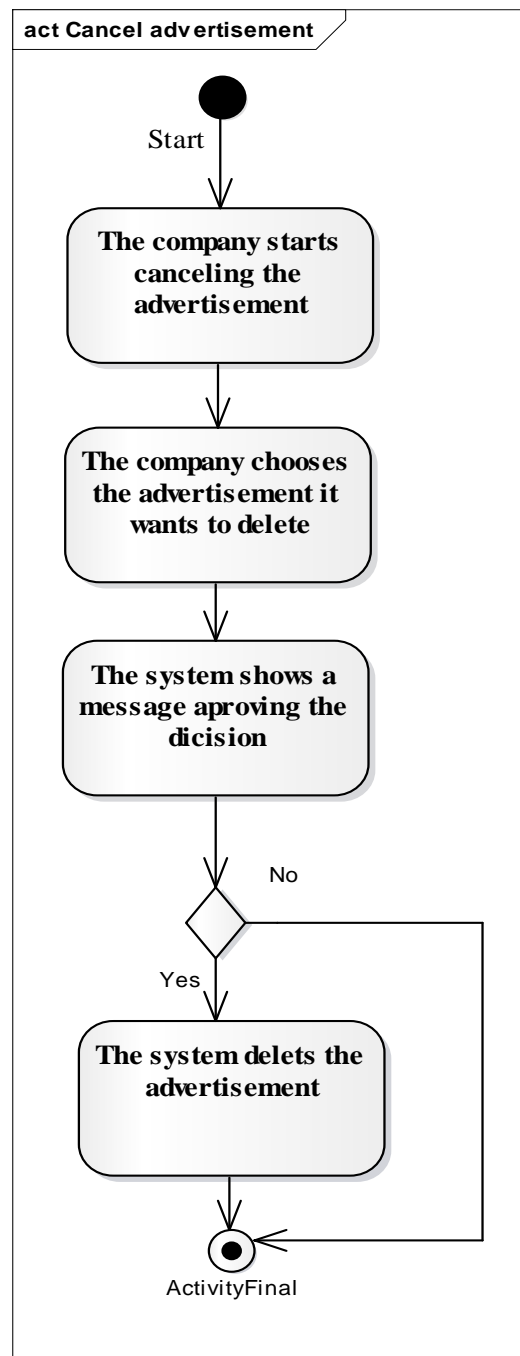 act Cancel advertisement
Start
The company starts
canceling the
advertisement
The company chooses
the advertisement it
wants to delete
The system shows a
message aproving the
dicision
No
Yes
The system delets the
advertisement
ActivityFinal